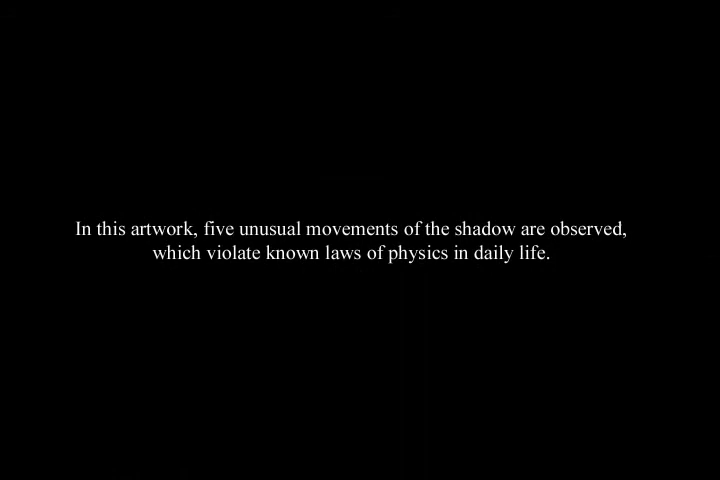 In this artwork, five unusual movements of the shadow are observed,
which violate known laws of physics in daily life.